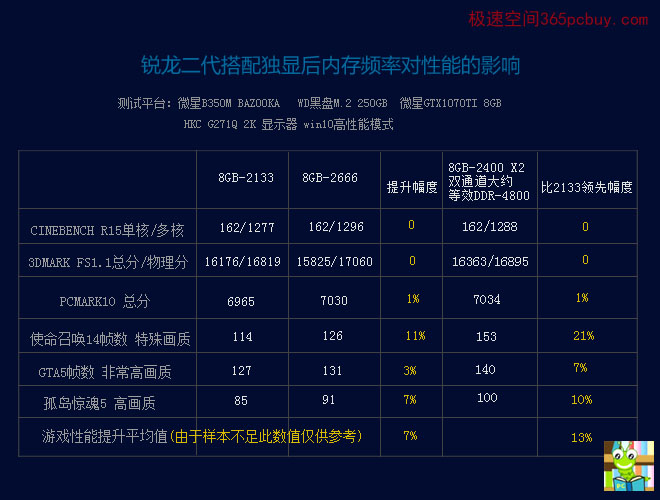 极速空间365pcbuy.com
锐龙二代搭配独显后内存频率对性能的影响
测试平台：微星B350M BAZOOKA WD黑盘M.2 250GB 微星GTX1070TI 8GB
HKC G271Q 2K 显示器 win10高性能模式
8GB-2133 8GB-2666 提升幅度 8GB-2400 X2 双通道大约 等效DDR-4800 比2133领先幅度
CINEBENCH R15单核/多核 162/1277 162/1296 0 162/1288 0
3DMARK FS1.1总分/物理分 16176/16819 15825/17060 0 16363/16895 0
PCMARK10 总分 6965 7030 1% 7034 1%
使命召唤14帧数 特殊画质 114 126 11% 153 21%
GTA5帧数 非常高画质 127 131 3% 140 7%
孤岛惊魂5 高画质 85 91 7% 100 10%
游戏性能提升平均值(由于样本不足此数值仅供参考) 7% 13%
PC